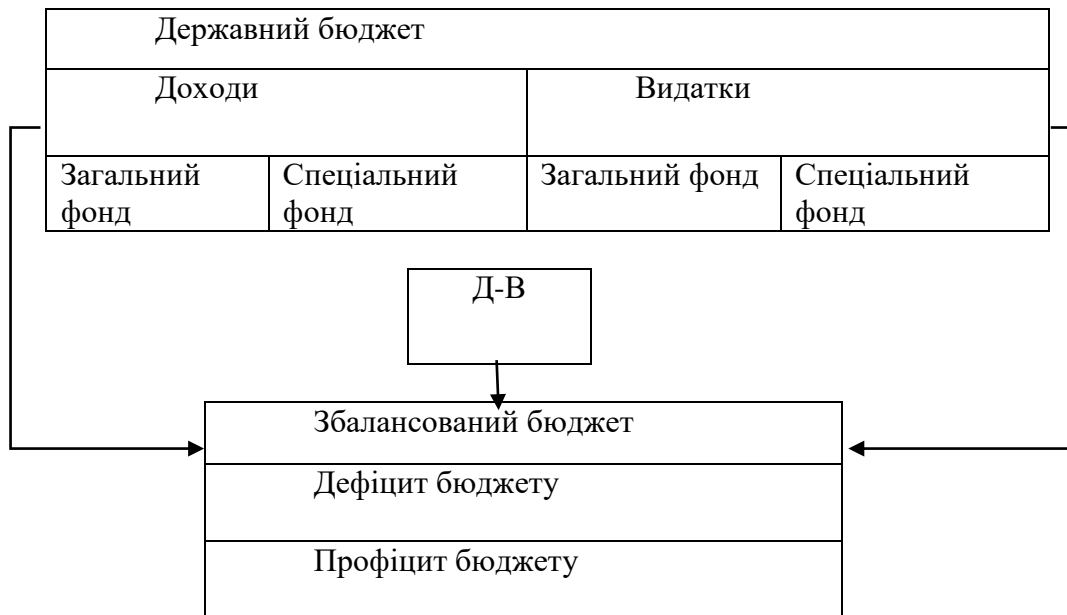 Державний бюджет
Доходи
Видатки
Загальний
фонд
Спеціальний
фонд
Загальний фонд
Спеціальний
фонд
Д-В
Збалансований бюджет
Дефіцит бюджету
Профіцит бюджету